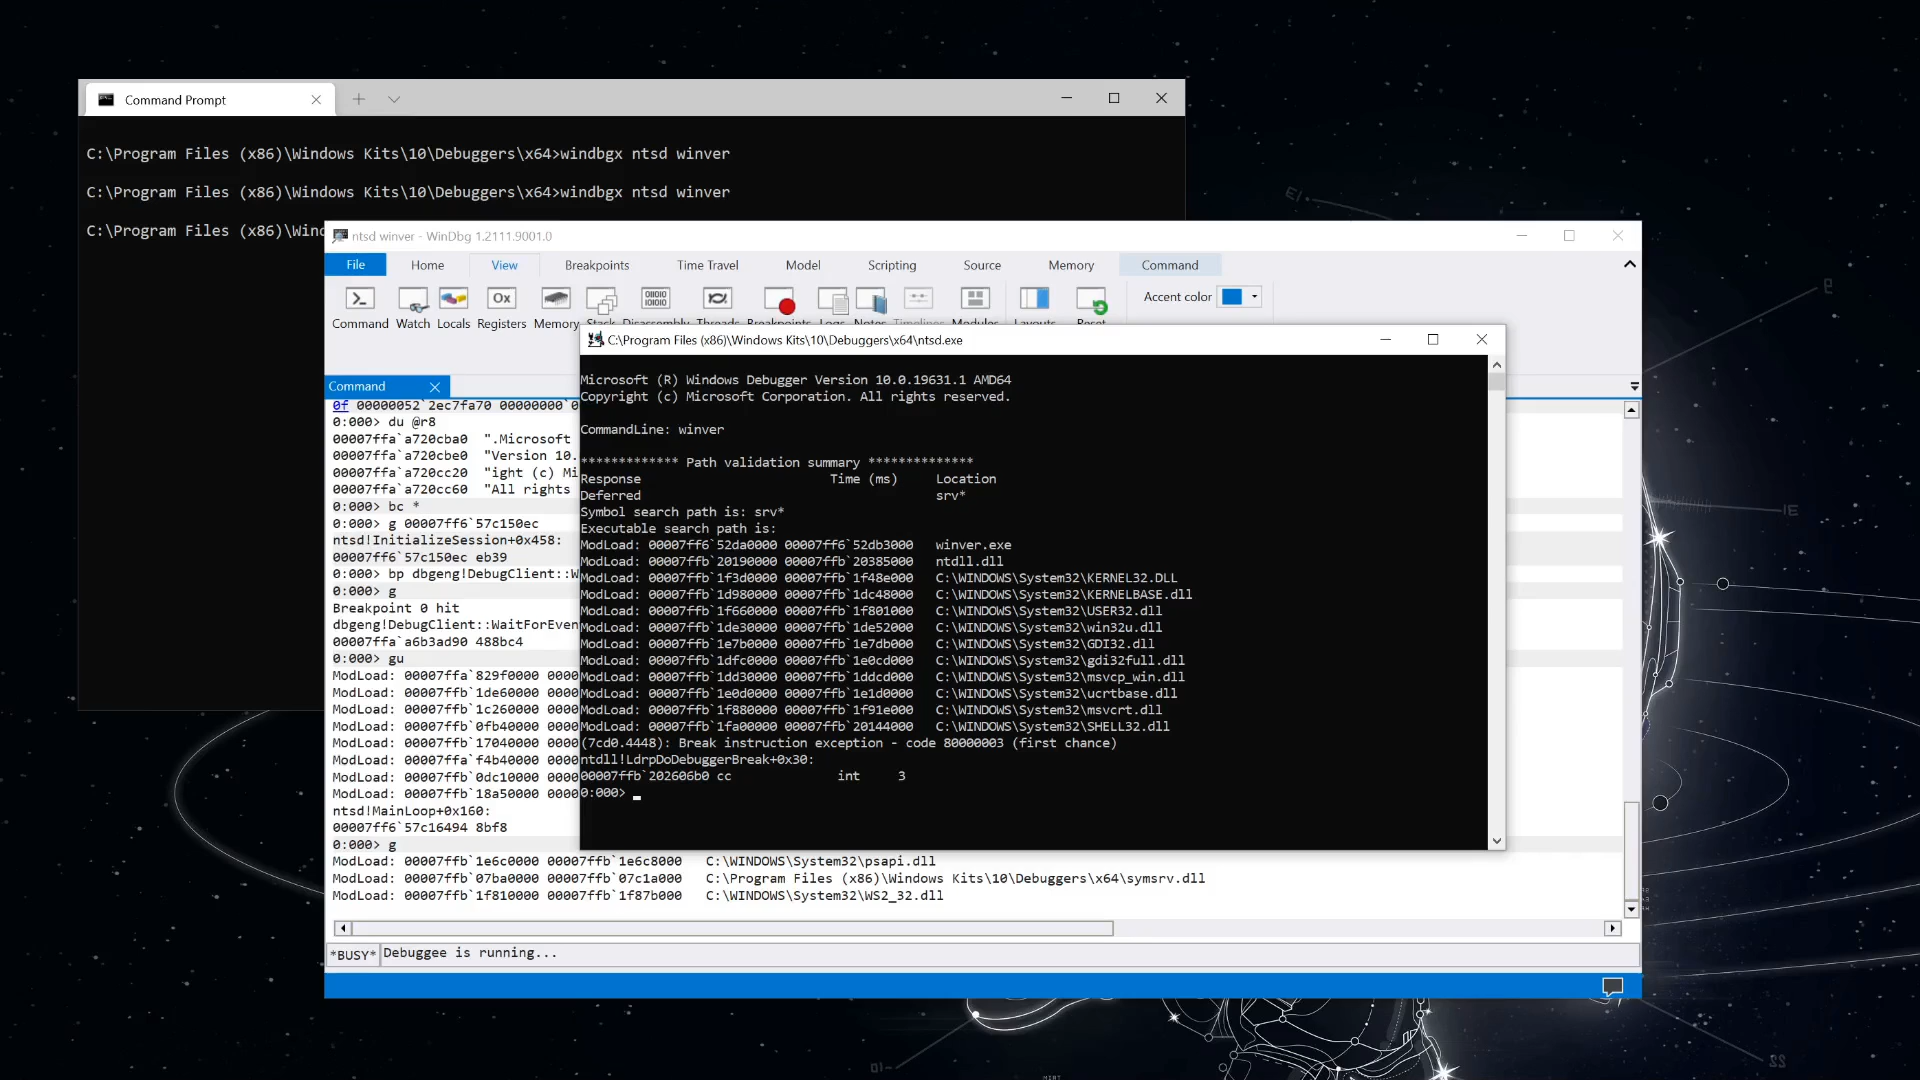 Command Prompt
C:\Program Files (x86)\Windows Kits\10\Debuggers\x64>windbgx ntsd winver
C:\Program Files (x86)\Windows Kits\10\Debuggers\x64>windbgx ntsd winver
C:\Program Files (x86)\Wind
ntsd winver - WinDbg 1.2111.9001.0
File Home View Breakpoints Time Travel Model Scripting Source Memory Command
Accent color
Command Watch Locals Registers Memory Stack Disassembly Threads Breakpoints Logs Notes Timelines Modules Layouts Reset
Command
0f 00000052`2ec7fa70 00000000`0
0:000> du @r8
00007ffa`a720cba0  ".Microsoft
00007ffa`a720cbe0  "Version 10.
00007ffa`a720cc20  "ight (c) Mi
00007ffa`a720cc60  "All rights
0:000> bc *
0:000> g 00007ff6`57c150ec
ntsd!InitializeSession+0x458:
00007ff6`57c150ec eb39
0:000> bp dbgeng!DebugClient::W
0:000> g
Breakpoint 0 hit
dbgeng!DebugClient::WaitForEven
00007ffa`a6b3ad90 488bc4
0:000> gu
ModLoad: 00007ffa`829f0000 0000
ModLoad: 00007ffb`1de60000 0000
ModLoad: 00007ffb`1c260000 0000
ModLoad: 00007ffb`0fb40000 0000
ModLoad: 00007ffb`17040000 0000
ModLoad: 00007ffa`f4b40000 0000
ModLoad: 00007ffb`0dc10000 0000
ModLoad: 00007ffb`18a50000 0000
ntsd!MainLoop+0x160:
00007ff6`57c16494 8bf8
0:000> g
ModLoad: 00007ffb`1e6c0000 00007ffb`1e6c8000   C:\WINDOWS\System32\psapi.dll
ModLoad: 00007ffb`07ba0000 00007ffb`07c1a000   C:\Program Files (x86)\Windows Kits\10\Debuggers\x64\symsrv.dll
ModLoad: 00007ffb`1f810000 00007ffb`1f87b000   C:\WINDOWS\System32\WS2_32.dll
*BUSY* Debuggee is running...
C:\Program Files (x86)\Windows Kits\10\Debuggers\x64\ntsd.exe
Microsoft (R) Windows Debugger Version 10.0.19631.1 AMD64
Copyright (c) Microsoft Corporation. All rights reserved.
CommandLine: winver
************* Path validation summary **************
Response                         Time (ms)     Location
Deferred                                       srv*
Symbol search path is: srv*
Executable search path is:
ModLoad: 00007ff6`52da0000 00007ff6`52db3000   winver.exe
ModLoad: 00007ffb`20190000 00007ffb`20385000   ntdll.dll
ModLoad: 00007ffb`1f3d0000 00007ffb`1f48e000   C:\WINDOWS\System32\KERNEL32.DLL
ModLoad: 00007ffb`1d980000 00007ffb`1dc48000   C:\WINDOWS\System32\KERNELBASE.dll
ModLoad: 00007ffb`1f660000 00007ffb`1f801000   C:\WINDOWS\System32\USER32.dll
ModLoad: 00007ffb`1de30000 00007ffb`1de52000   C:\WINDOWS\System32\win32u.dll
ModLoad: 00007ffb`1e7b0000 00007ffb`1e7db000   C:\WINDOWS\System32\GDI32.dll
ModLoad: 00007ffb`1dfc0000 00007ffb`1e0cd000   C:\WINDOWS\System32\gdi32full.dll
ModLoad: 00007ffb`1dd30000 00007ffb`1ddcd000   C:\WINDOWS\System32\msvcp_win.dll
ModLoad: 00007ffb`1e0d0000 00007ffb`1e1d0000   C:\WINDOWS\System32\ucrtbase.dll
ModLoad: 00007ffb`1f880000 00007ffb`1f91e000   C:\WINDOWS\System32\msvcrt.dll
ModLoad: 00007ffb`1fa00000 00007ffb`20144000   C:\WINDOWS\System32\SHELL32.dll
(7cd0.4448): Break instruction exception - code 80000003 (first chance)
ntdll!LdrpDoDebuggerBreak+0x30:
00007ffb`202606b0 cc              int     3
0:000> _